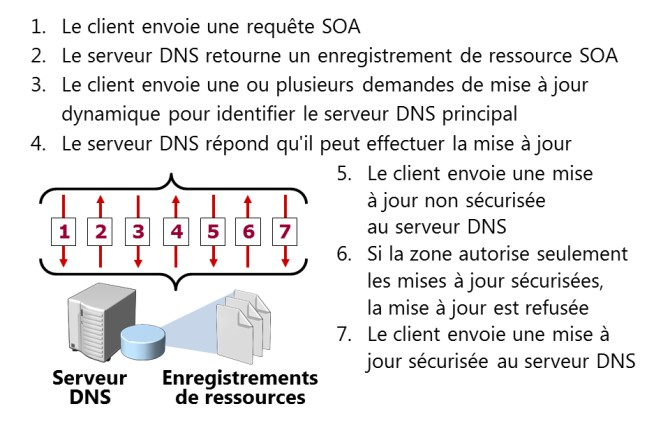 1. Le client envoie une requête SOA
2. Le serveur DNS retourne un enregistrement de ressource SOA
3. Le client envoie une ou plusieurs demandes de mise à jour
dynamique pour identifier le serveur DNS principal
4. Le serveur DNS répond qu'il peut effectuer la mise à jour
5. Le client envoie une mise
à jour non sécurisée
au serveur DNS
6. Si la zone autorise seulement
les mises à jour sécurisées,
la mise à jour est refusée
7. Le client envoie une mise à
jour sécurisée au serveur DNS
1 2 3 4 5 6 7
Serveur
DNS
Enregistrements
de ressources